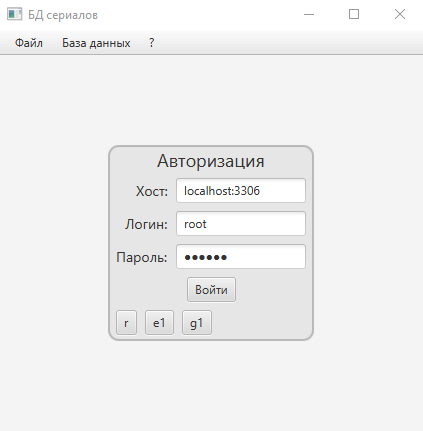 БД сериалов
Файл База данных ?
Авторизация
Хост: localhost:3306
Логин: root
Пароль: ●●●●●●
Войти
r e1 g1